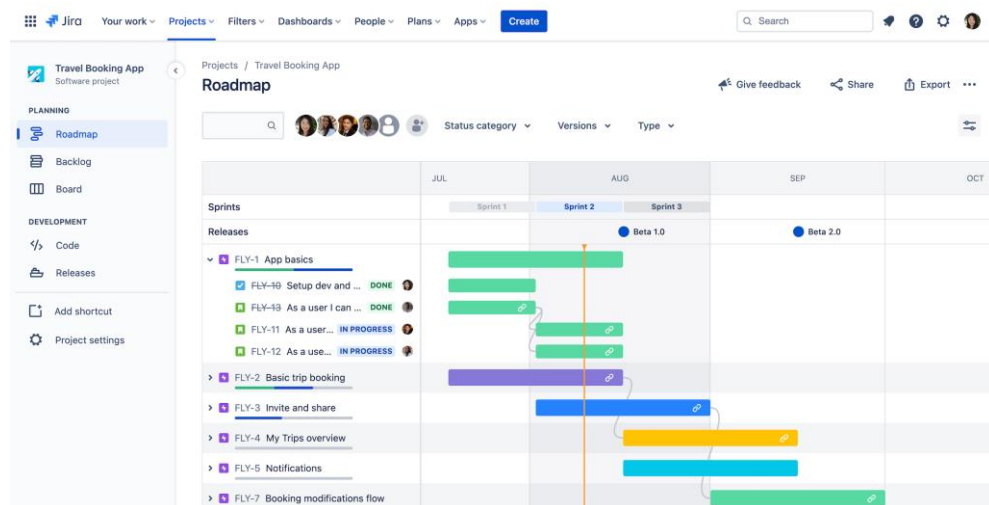 Jira Your work Projects Filters Dashboards People Plans Apps Create Search
Travel Booking App
Software project
PLANNING
Roadmap
Backlog
Board
DEVELOPMENT
Code
Releases
Add shortcut
Project settings
Projects / Travel Booking App
Roadmap
Give feedback Share Export
Status category Versions Type
JUL AUG SEP OCT
Sprints Sprint 1 Sprint 2 Sprint 3
Releases Beta 1.0 Beta 2.0
FLY-1 App basics
FLY-10 Setup dev and ... DONE
FLY-13 As a user I can ... DONE
FLY-11 As a user... IN PROGRESS
FLY-12 As a use... IN PROGRESS
FLY-2 Basic trip booking
FLY-3 Invite and share
FLY-4 My Trips overview
FLY-5 Notifications
FLY-7 Booking modifications flow